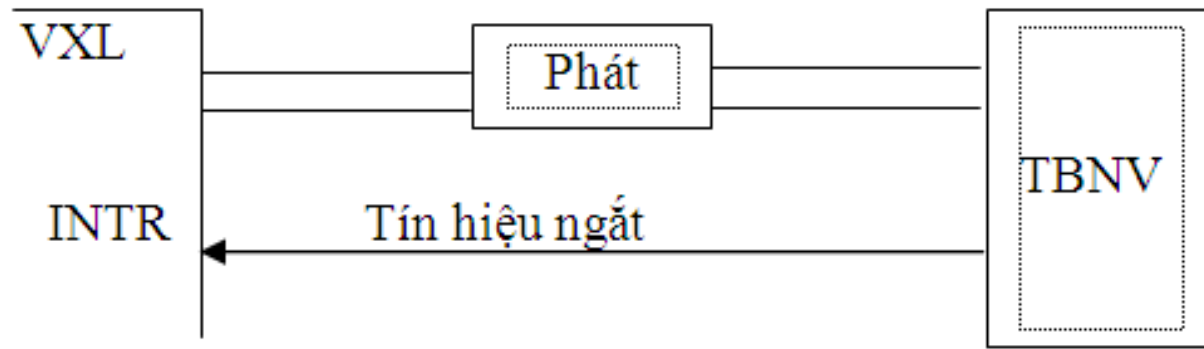 VXL
Phát
TBNV
INTR
Tín hiệu ngắt